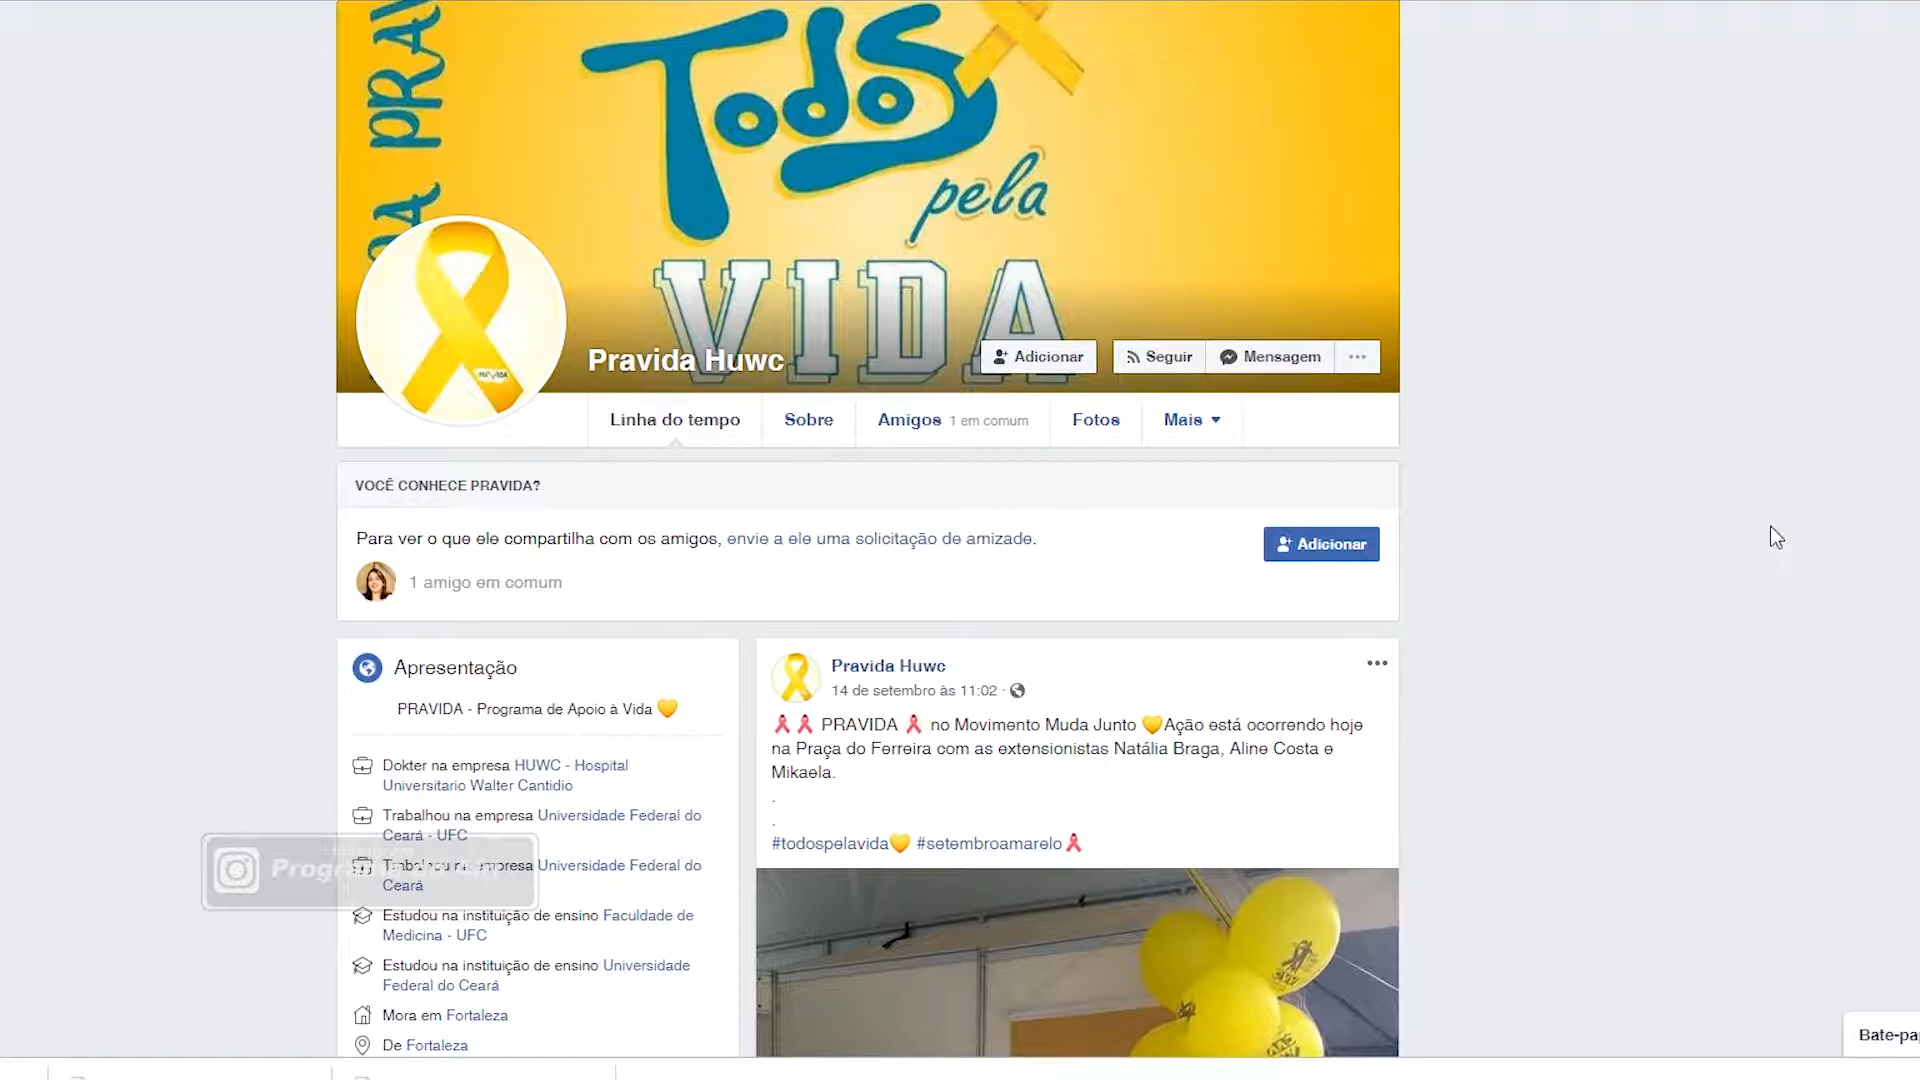 Todos
pela
VIDA
PRAVIDA
Pravida Huwc
Adicionar
Seguir
Mensagem
Linha do tempo
Sobre
Amigos 1 em comum
Fotos
Mais
VOCÊ CONHECE PRAVIDA?
Para ver o que ele compartilha com os amigos, envie a ele uma solicitação de amizade.
Adicionar
1 amigo em comum
Apresentação
PRAVIDA - Programa de Apoio à Vida 💛
Dokter na empresa HUWC - Hospital
Universitario Walter Cantidio
Trabalhou na empresa Universidade Federal do
Ceará - UFC
Trabalhou na empresa Universidade Federal do
Ceará
Estudou na instituição de ensino Faculdade de
Medicina - UFC
Estudou na instituição de ensino Universidade
Federal do Ceará
Mora em Fortaleza
De Fortaleza
Pravida Huwc
14 de setembro às 11:02 ·
PRAVIDA no Movimento Muda Junto 💛Ação está ocorrendo hoje
na Praça do Ferreira com as extensionistas Natália Braga, Aline Costa e
Mikaela.
.
.
#todospelavida💛 #setembroamarelo
Bate-pa